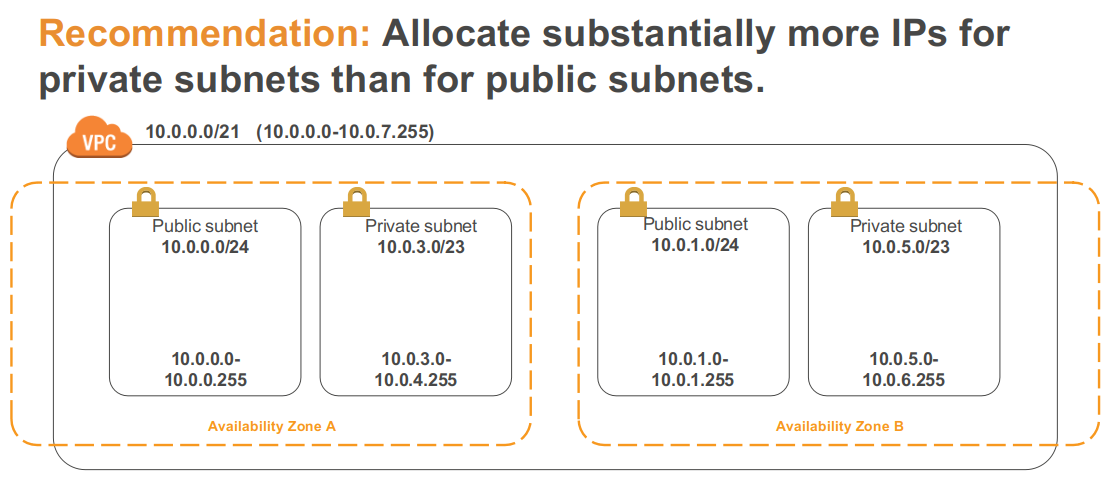 Recommendation: Allocate substantially more IPs for
private subnets than for public subnets.
VPC
10.0.0.0/21 (10.0.0.0-10.0.7.255)
Public subnet
10.0.0.0/24
10.0.0.0-
10.0.0.255
Private subnet
10.0.3.0/23
10.0.3.0-
10.0.4.255
Availability Zone A
Public subnet
10.0.1.0/24
10.0.1.0-
10.0.1.255
Private subnet
10.0.5.0/23
10.0.5.0-
10.0.6.255
Availability Zone B